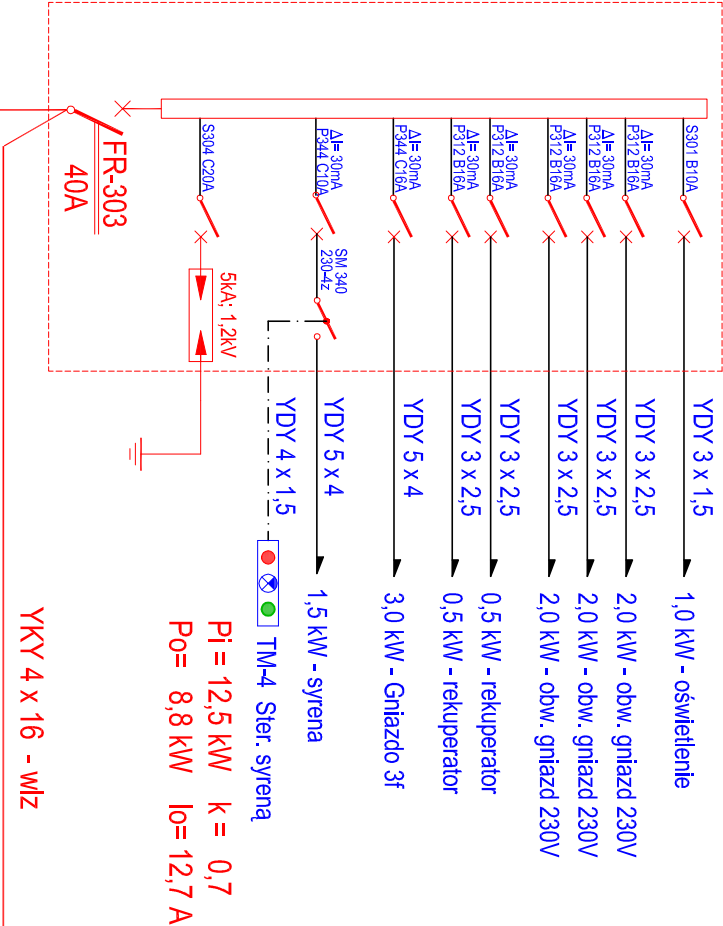 S301 B10A
YDY 3 x 1,5
1,0 kW - oświetlenie
ΔI= 30mA
P312 B16A
YDY 3 x 2,5
2,0 kW - obw. gniazd 230V
ΔI= 30mA
P312 B16A
YDY 3 x 2,5
2,0 kW - obw. gniazd 230V
ΔI= 30mA
P312 B16A
YDY 3 x 2,5
2,0 kW - obw. gniazd 230V
ΔI= 30mA
P312 B16A
YDY 3 x 2,5
0,5 kW - rekuperator
ΔI= 30mA
P312 B16A
YDY 3 x 2,5
0,5 kW - rekuperator
ΔI= 30mA
P344 C16A
YDY 5 x 4
3,0 kW - Gniazdo 3f
ΔI= 30mA
P344 C10A
SM 340
230-4z
YDY 5 x 4
1,5 kW - syrena
YDY 4 x 1,5
TM-4 Ster. syreną
S304 C20A
5kA; 1,2kV
FR-303
40A
Pi = 12,5 kW k = 0,7
Po= 8,8 kW Io= 12,7 A
YKY 4 x 16 - wlz